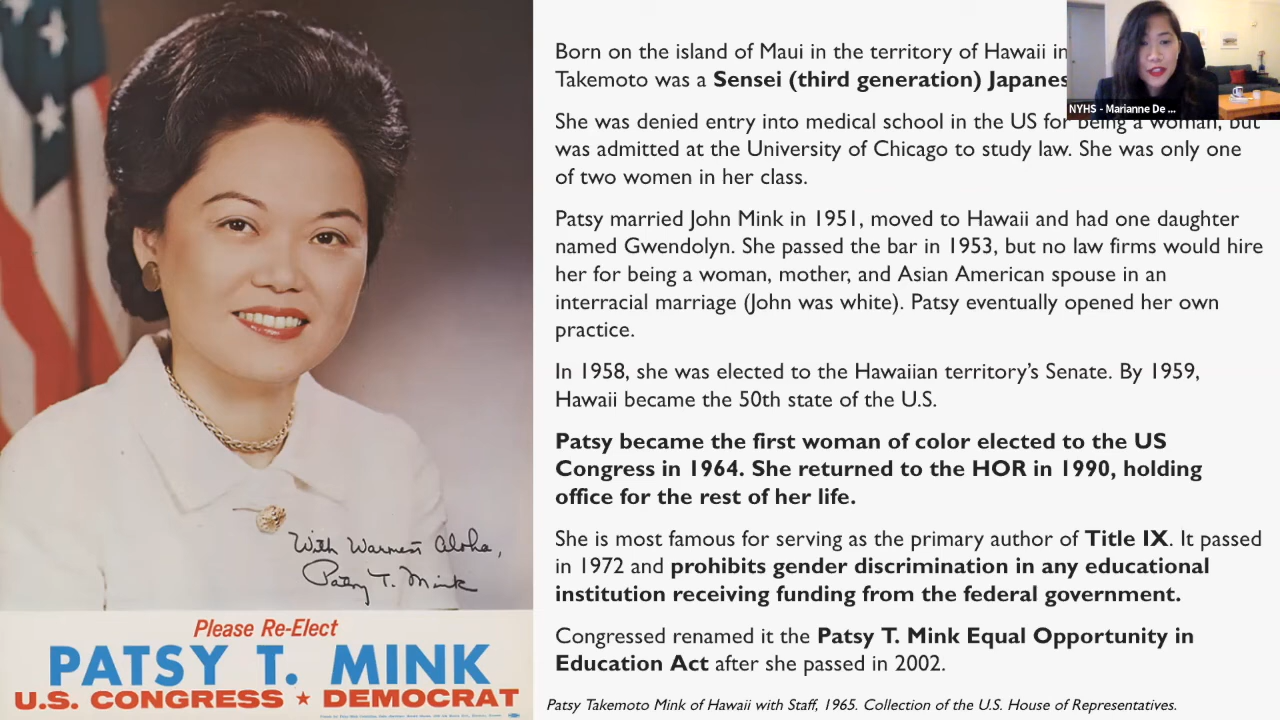 With Warmest Aloha,
Patsy T. Mink
Please Re-Elect
PATSY T. MINK
U.S. CONGRESS ★ DEMOCRAT
NYHS - Marianne De ...
Born on the island of Maui in the territory of Hawaii in
Takemoto was a Sensei (third generation) Japanes
She was denied entry into medical school in the US for being a woman, but
was admitted at the University of Chicago to study law. She was only one
of two women in her class.
Patsy married John Mink in 1951, moved to Hawaii and had one daughter
named Gwendolyn. She passed the bar in 1953, but no law firms would hire
her for being a woman, mother, and Asian American spouse in an
interracial marriage (John was white). Patsy eventually opened her own
practice.
In 1958, she was elected to the Hawaiian territory's Senate. By 1959,
Hawaii became the 50th state of the U.S.
Patsy became the first woman of color elected to the US
Congress in 1964. She returned to the HOR in 1990, holding
office for the rest of her life.
She is most famous for serving as the primary author of Title IX. It passed
in 1972 and prohibits gender discrimination in any educational
institution receiving funding from the federal government.
Congressed renamed it the Patsy T. Mink Equal Opportunity in
Education Act after she passed in 2002.
Patsy Takemoto Mink of Hawaii with Staff, 1965. Collection of the U.S. House of Representatives.